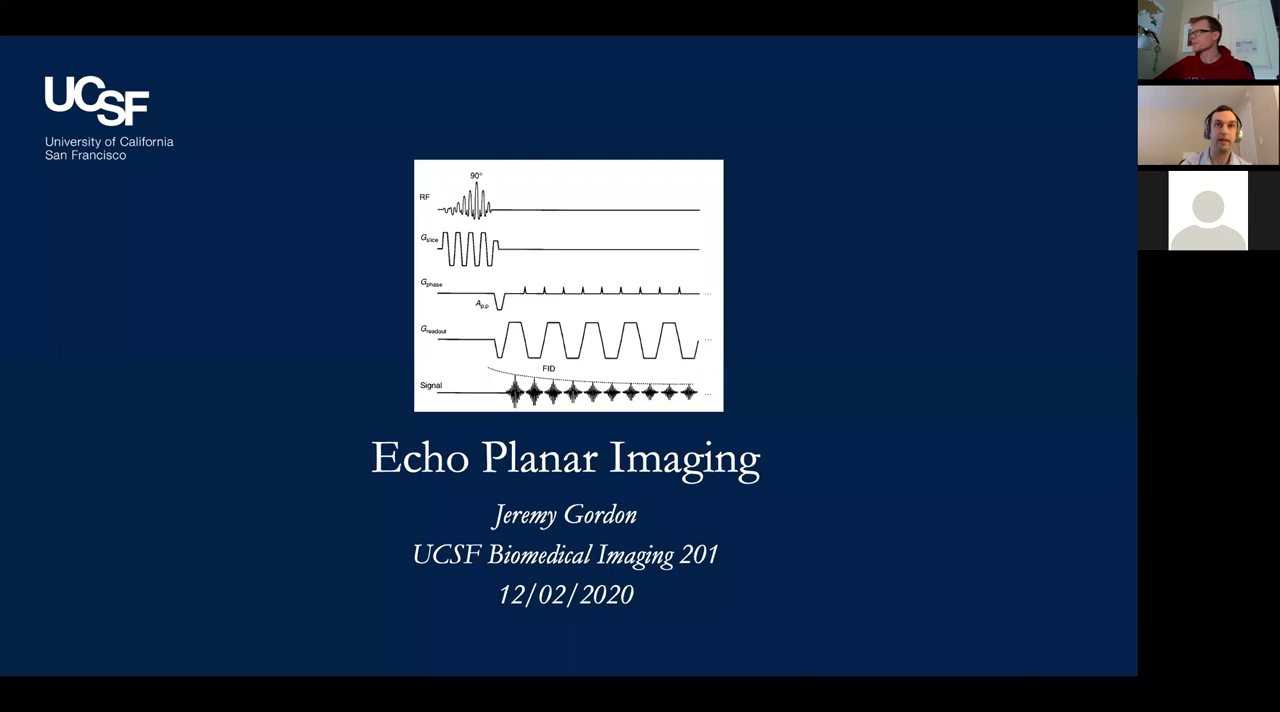 UCSF
University of California
San Francisco
90°
RF
Gslice
Gphase
Ap,p
Greadout
FID
Signal
Echo Planar Imaging
Jeremy Gordon
UCSF Biomedical Imaging 201
12/02/2020